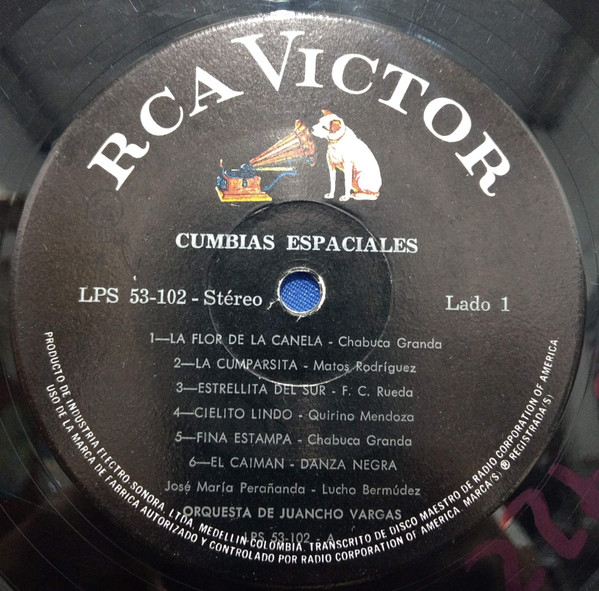 RCA VICTOR
CUMBIAS ESPACIALES
LPS 53-102 - Stéreo
Lado 1
1—LA FLOR DE LA CANELA - Chabuca Granda
2—LA CUMPARSITA - Matos Rodríguez
3—ESTRELLITA DEL SUR - F. C. Rueda
4—CIELITO LINDO - Quirino Mendoza
5—FINA ESTAMPA - Chabuca Granda
6—EL CAIMAN - DANZA NEGRA
José María Perañanda - Lucho Bermúdez
ORQUESTA DE JUANCHO VARGAS
LPS 53-102 - A
PRODUCTO DE INDUSTRIA ELECTRO SONORA, LTDA. MEDELLIN-COLOMBIA. TRANSCRITO DE DISCO MAESTRO DE RADIO CORPORATION OF AMERICA
USO DE LA MARCA DE FABRICA AUTORIZADO Y CONTROLADO POR RADIO CORPORATION OF AMERICA. MARCA(S) ® REGISTRADA(S)